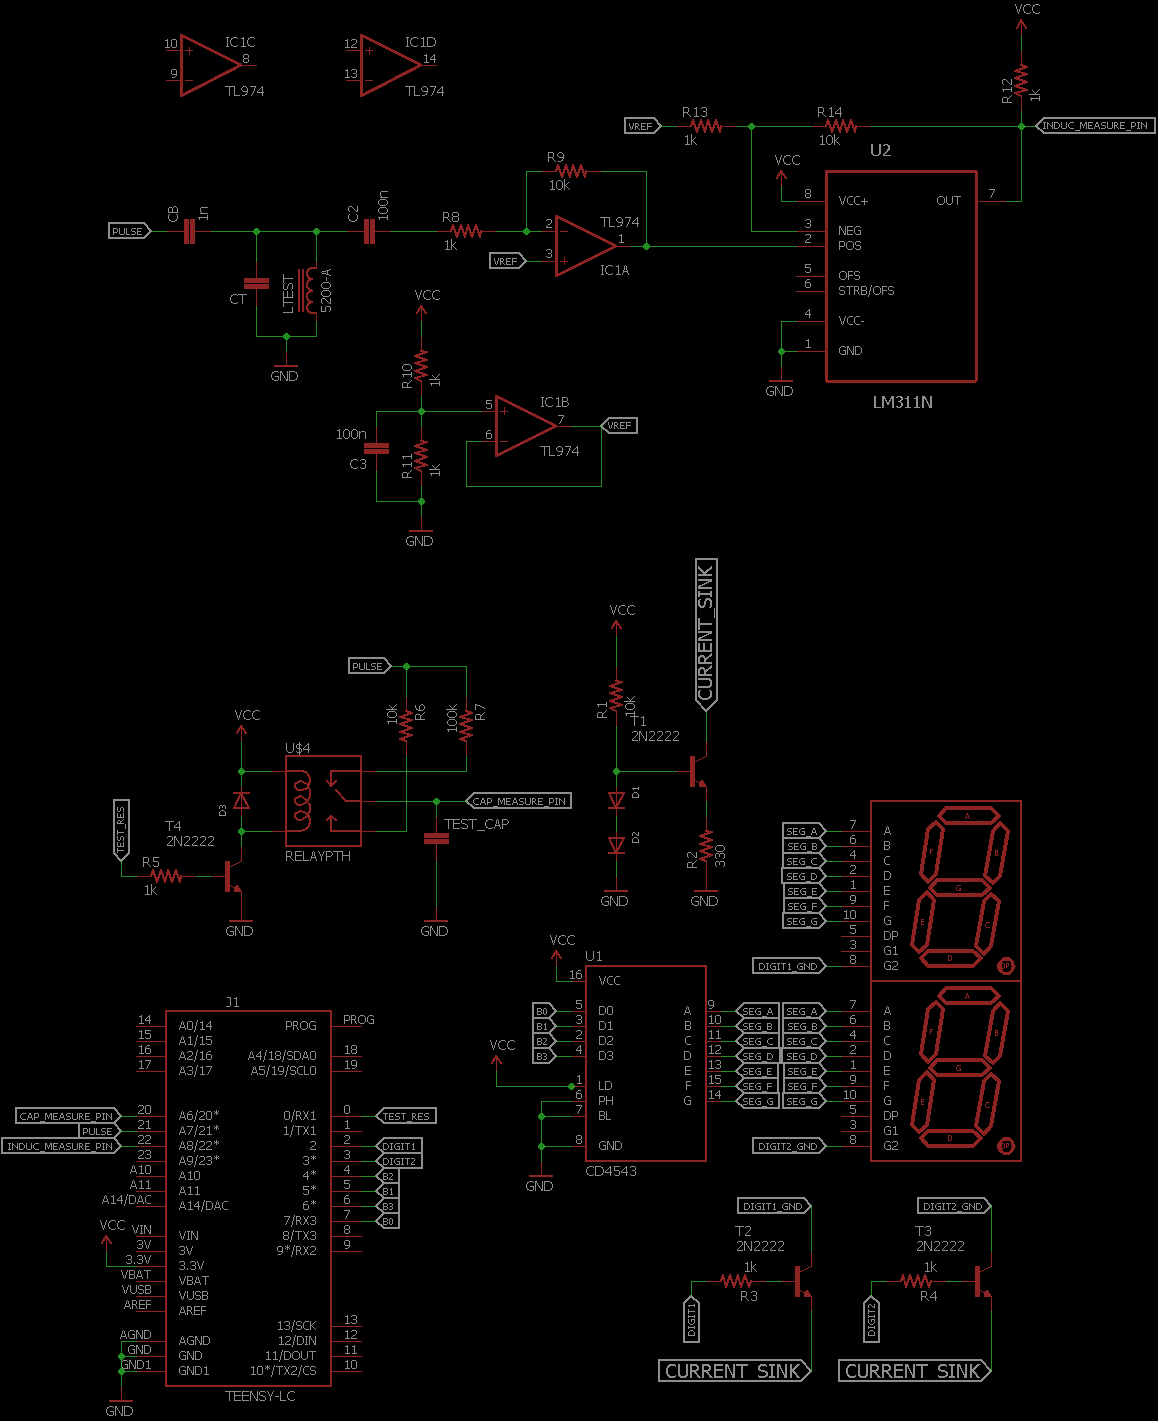 VCC
10 IC1C 8
9 TL974
12 IC1D 14
13 TL974
R12 1k
VREF R13 1k R14 10k INDUC_MEASURE_PIN
U2
VCC
8 VCC+ OUT 7
3 NEG
2 POS
5 OFS
6 STRB/OFS
4 VCC-
1 GND
GND
LM311N
R9 10k
PULSE CB 1n C2 100n R8 1k
2 TL974
3 1
VREF IC1A
CT LTEST 5200-A
GND
VCC
R10 1k
100n C3
R11 1k
GND
5 IC1B 7
6 TL974
VREF
CURRENT_SINK
VCC
R1 10k
T1
2N2222
D1
D2
R2 330
GND
GND
PULSE
10k R6
100k R7
VCC
U$4
D3
RELAYPTH
TEST_RES
T4
2N2222
R5
1k
GND
CAP_MEASURE_PIN
TEST_CAP
GND
SEG_A 7 A
SEG_B 6 B
SEG_C 4 C
SEG_D 2 D
SEG_E 1 E
SEG_F 9 F
SEG_G 10 G
5 DP
3 G1
DIGIT1_GND 8 G2
A
B
C
D
E
F
G
DP
VCC
U1
16 VCC
B0 5 D0 A 9 SEG_A
B1 3 D1 B 10 SEG_B
B2 2 D2 C 11 SEG_C
B3 4 D3 D 12 SEG_D
E 13 SEG_E
VCC 1 LD F 15 SEG_F
6 PH G 14 SEG_G
7 BL
8 GND
CD4543
GND
SEG_A 7 A
SEG_B 6 B
SEG_C 4 C
SEG_D 2 D
SEG_E 1 E
SEG_F 9 F
SEG_G 10 G
5 DP
3 G1
DIGIT2_GND 8 G2
A
B
C
D
E
F
G
DP
J1
14 A0/14 PROG PROG
15 A1/15
16 A2/16 A4/18/SDA0 18
17 A3/17 A5/19/SCL0 19
CAP_MEASURE_PIN 20 A6/20* 0/RX1 0 TEST_RES
PULSE 21 A7/21* 1/TX1 1
INDUC_MEASURE_PIN 22 A8/22* 2 2 DIGIT1
23 A9/23* 3* 3 DIGIT2
A10 A10 4* 4 B2
A11 A11 5* 5 B1
A14/DAC A14/DAC 6* 6 B3
7/RX3 7 B0
VCC VIN VIN 8/TX3 8
3V 3V 9*/RX2 9
3.3V 3.3V
VBAT VBAT
VUSB VUSB
AREF AREF
13/SCK 13
AGND AGND 12/DIN 12
GND GND 11/DOUT 11
GND1 GND1 10*/TX2/CS 10
GND
TEENSY-LC
DIGIT1_GND
T2
2N2222
1k
R3
DIGIT1
CURRENT SINK
DIGIT2_GND
T3
2N2222
1k
R4
DIGIT2
CURRENT SINK